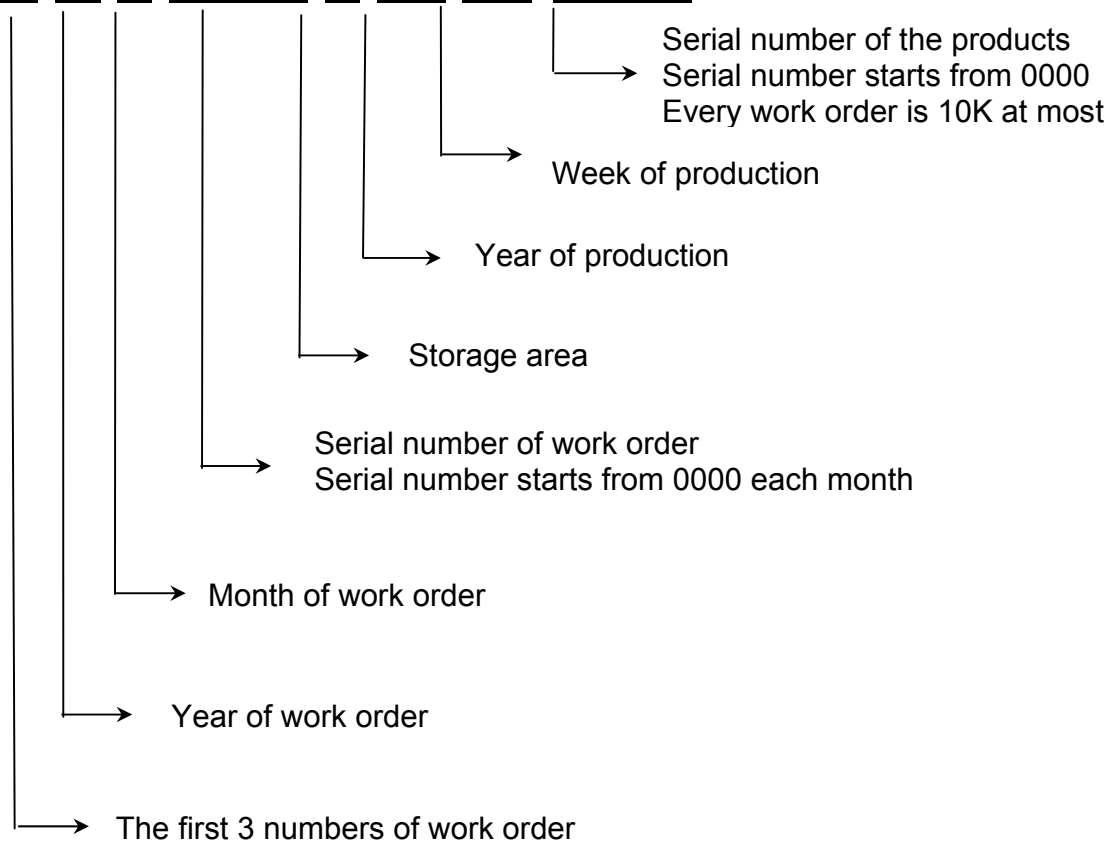 Serial number of the products
Serial number starts from 0000
Every work order is 10K at most
Week of production
Year of production
Storage area
Serial number of work order
Serial number starts from 0000 each month
Month of work order
Year of work order
The first 3 numbers of work order